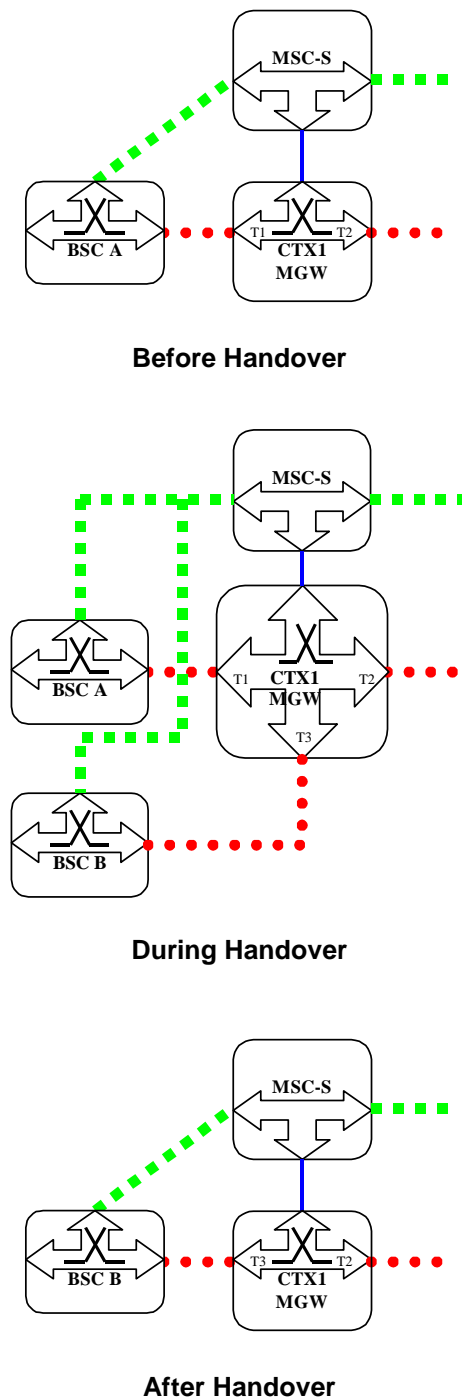 MSC-S
BSC A
T1
T2
CTX1
MGW
Before Handover
MSC-S
BSC A
T1
CTX1
T2
MGW
T3
BSC B
During Handover
MSC-S
BSC B
T3
T2
CTX1
MGW
After Handover